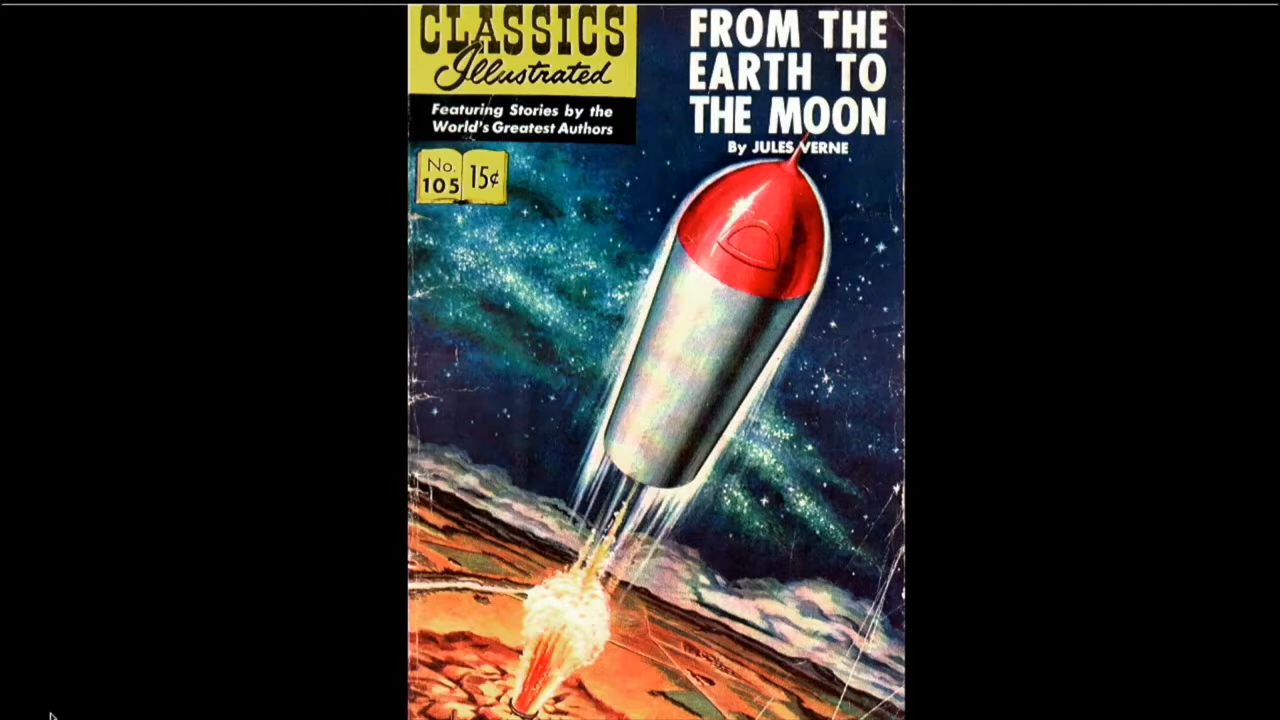 CLASSICS
Illustrated
Featuring Stories by the
World's Greatest Authors
No.
105
15¢
FROM THE
EARTH TO
THE MOON
By JULES VERNE